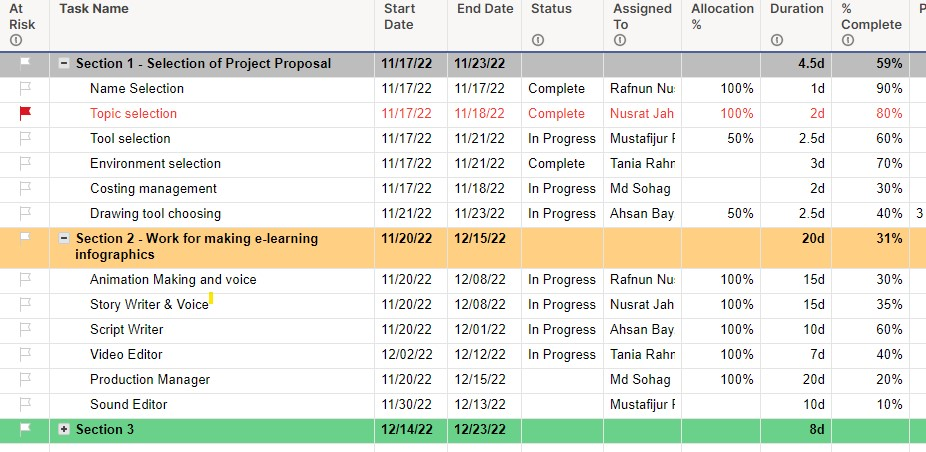 At Risk Task Name Start Date End Date Status Assigned To Allocation % Duration % Complete P
Section 1 - Selection of Project Proposal 11/17/22 11/23/22 4.5d 59%
Name Selection 11/17/22 11/17/22 Complete Rafnun Nu 100% 1d 90%
Topic selection 11/17/22 11/18/22 Complete Nusrat Jah 100% 2d 80%
Tool selection 11/17/22 11/21/22 In Progress Mustafijur 50% 2.5d 60%
Environment selection 11/17/22 11/21/22 Complete Tania Rahr 3d 70%
Costing management 11/17/22 11/18/22 In Progress Md Sohag 2d 30%
Drawing tool choosing 11/21/22 11/23/22 In Progress Ahsan Bay 50% 2.5d 40% 3
Section 2 - Work for making e-learning infographics 11/20/22 12/15/22 20d 31%
Animation Making and voice 11/20/22 12/08/22 In Progress Rafnun Nu 100% 15d 30%
Story Writer & Voice 11/20/22 12/08/22 In Progress Nusrat Jah 100% 15d 35%
Script Writer 11/20/22 12/01/22 In Progress Ahsan Bay 100% 10d 60%
Video Editor 12/02/22 12/12/22 In Progress Tania Rahr 100% 7d 40%
Production Manager 11/20/22 12/15/22 Md Sohag 100% 20d 20%
Sound Editor 11/30/22 12/13/22 Mustafijur 10d 10%
Section 3 12/14/22 12/23/22 8d